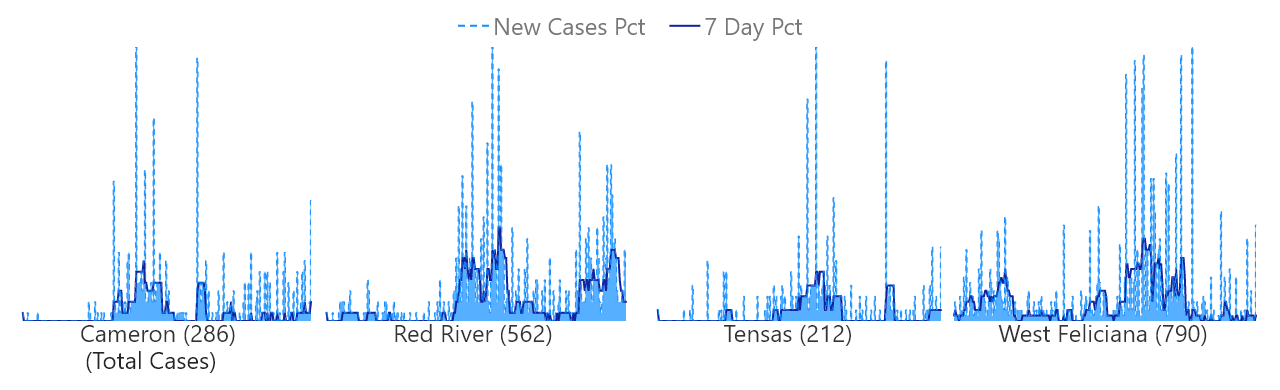 New Cases Pct 7 Day Pct
Cameron (286) Red River (562) Tensas (212) West Feliciana (790)
(Total Cases)